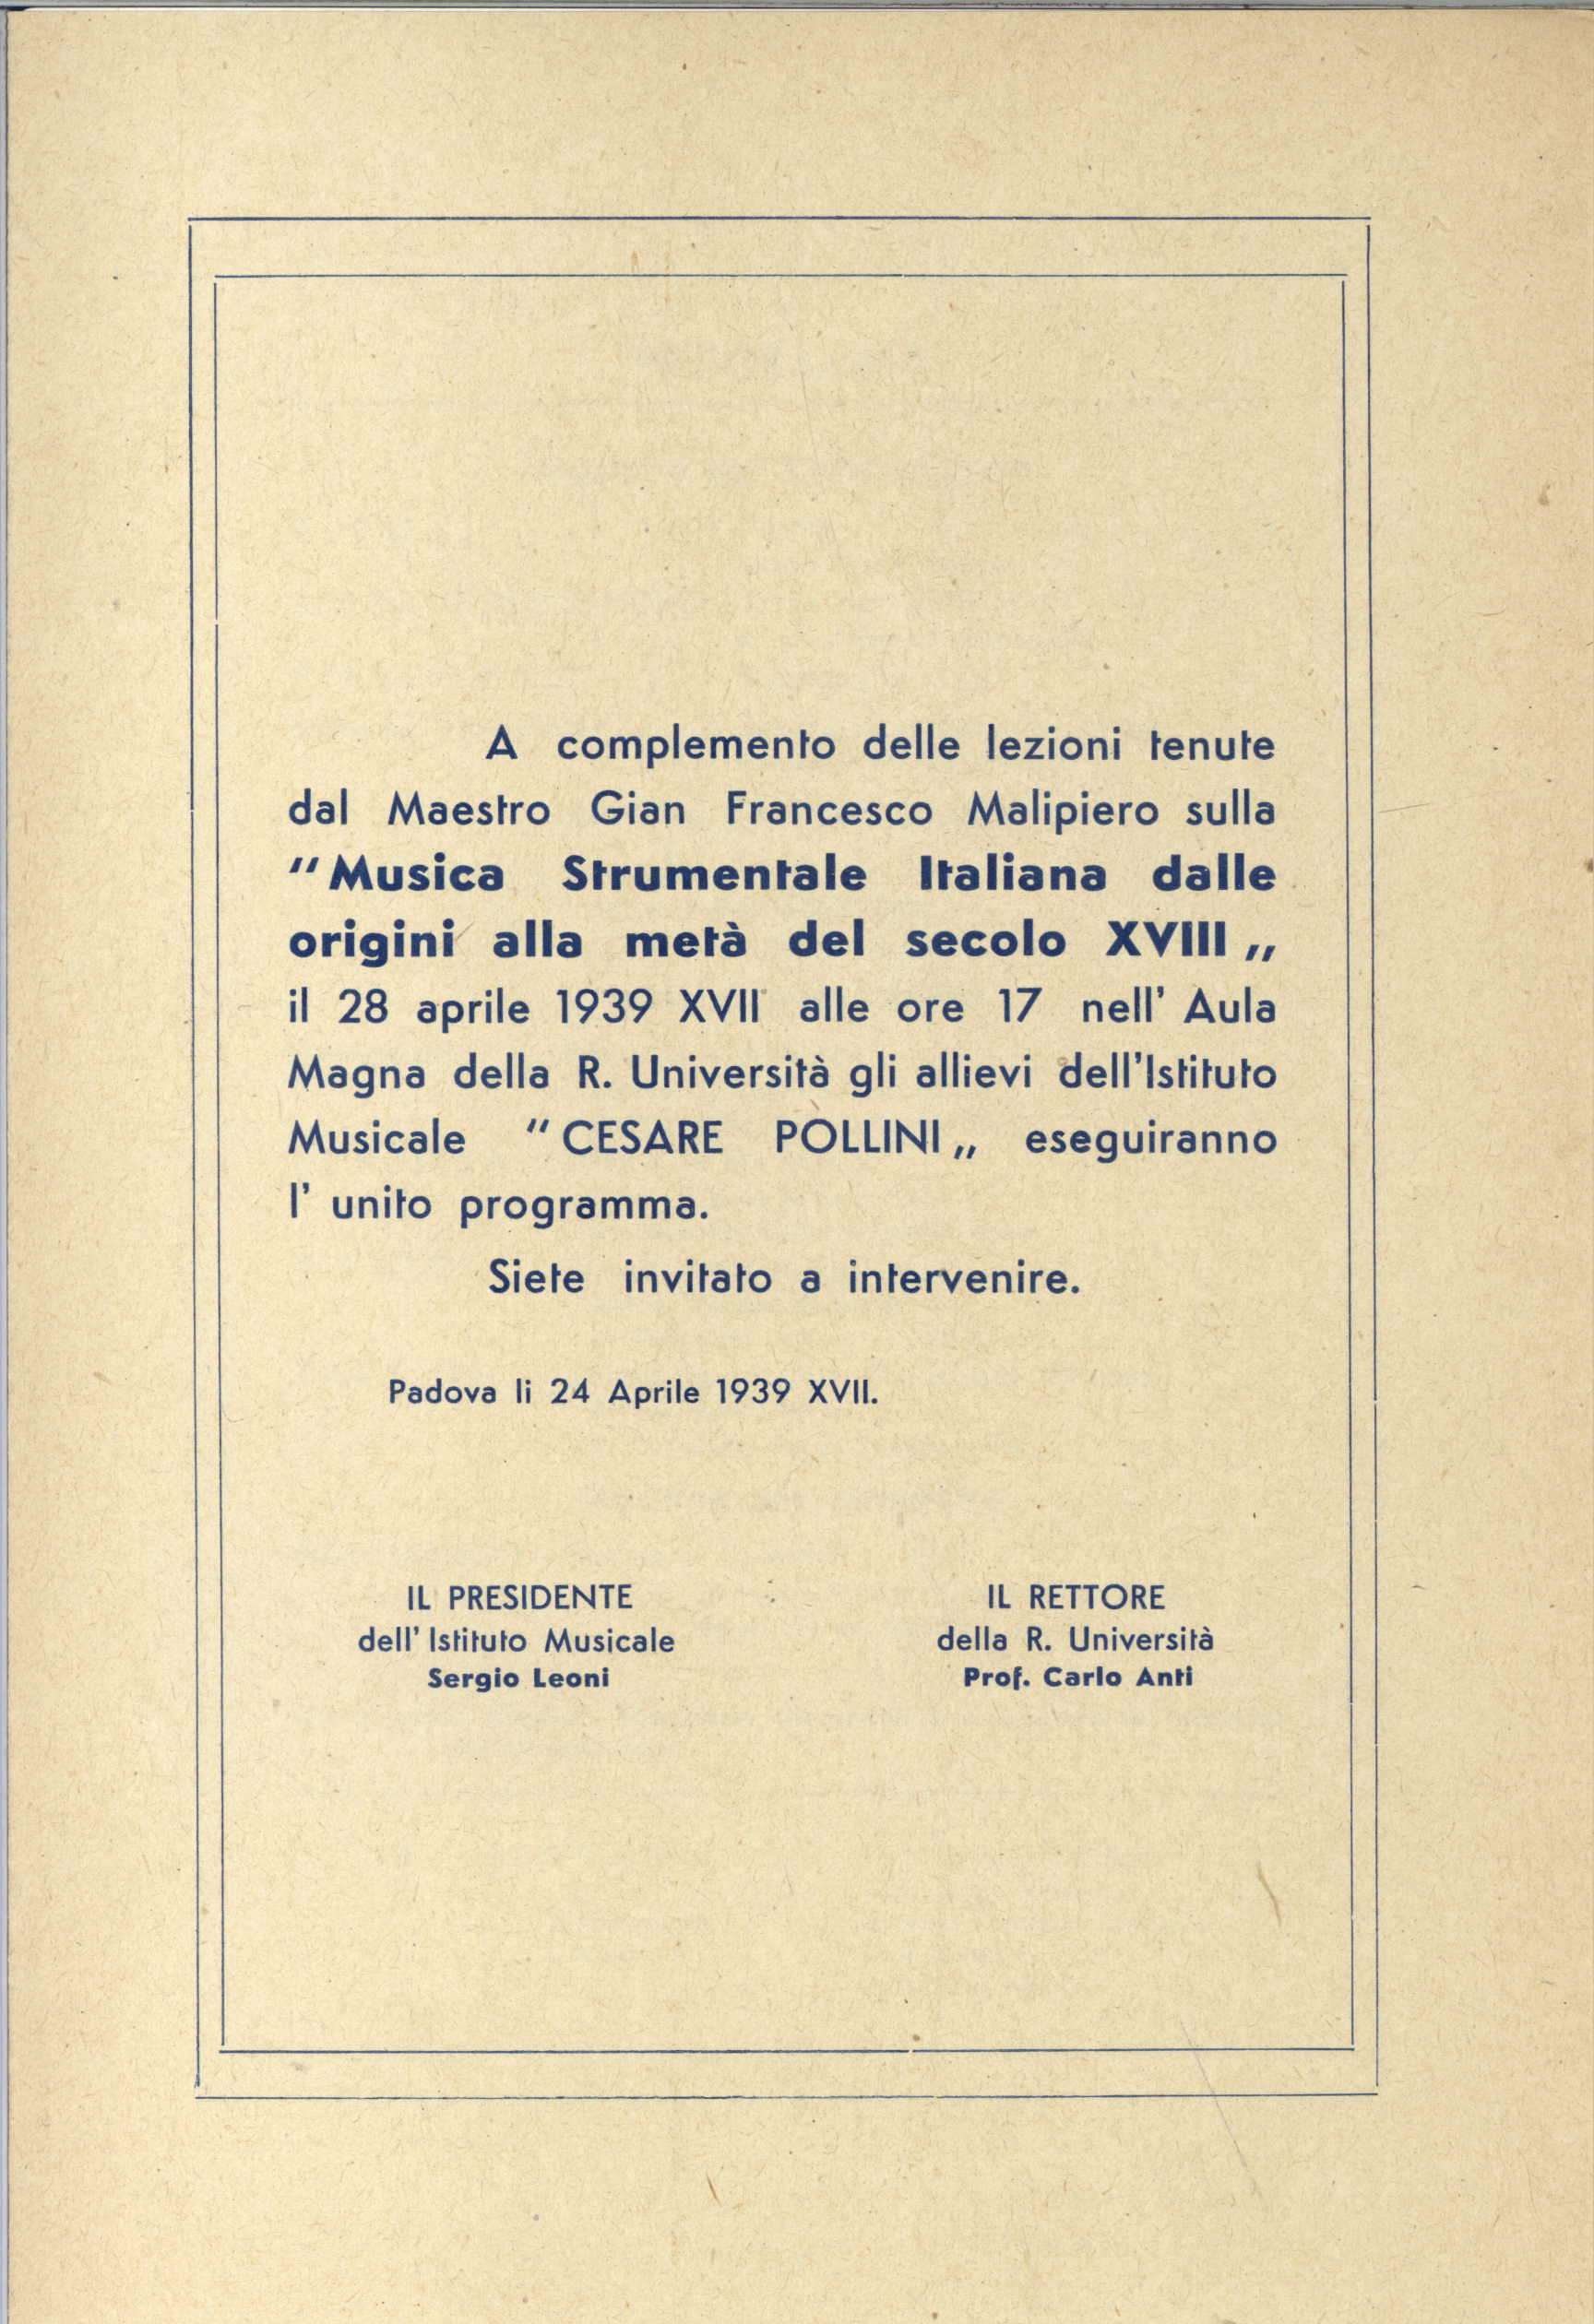 A complemento delle lezioni tenute
dal Maestro Gian Francesco Malipiero sulla
"Musica Strumentale Italiana dalle
origini alla metà del secolo XVIII„
il 28 aprile 1939 XVII alle ore 17 nell' Aula
Magna della R. Università gli allievi dell'Istituto
Musicale "CESARE POLLINI„ eseguiranno
l' unito programma.
Siete invitato a intervenire.
Padova li 24 Aprile 1939 XVII.
IL PRESIDENTE
dell' Istituto Musicale
Sergio Leoni
IL RETTORE
della R. Università
Prof. Carlo Anti